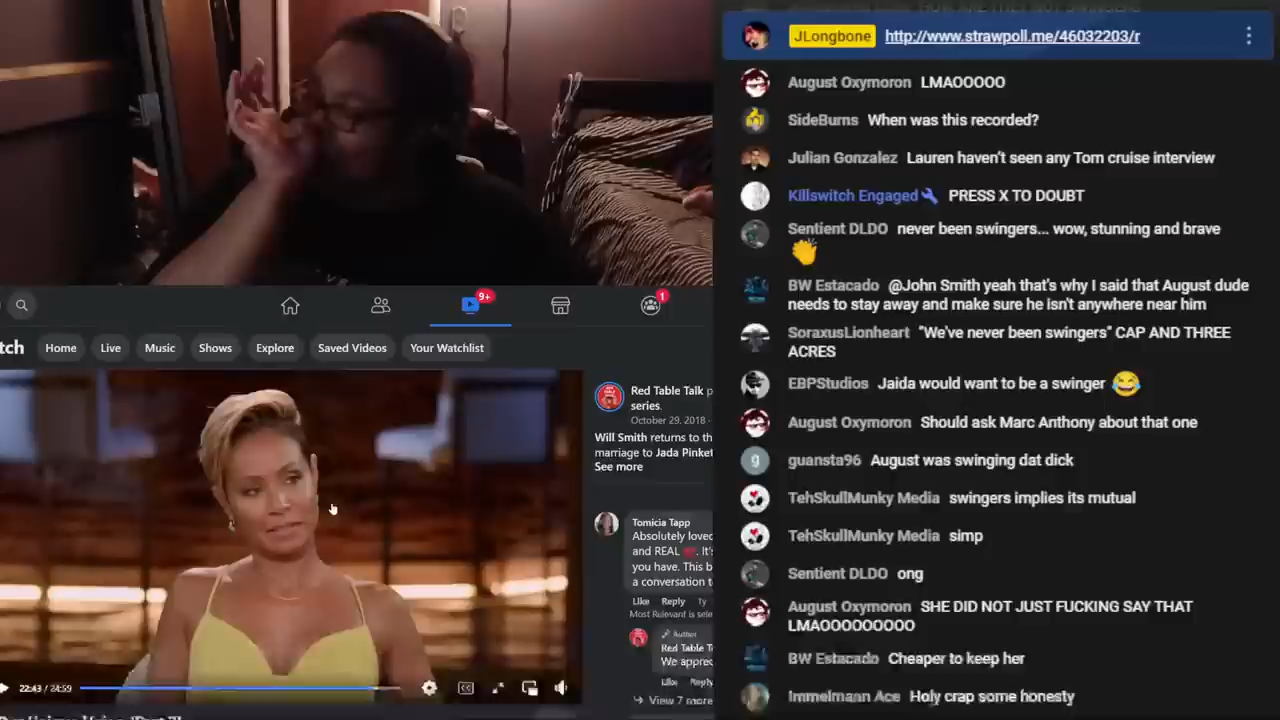 JLongbone http://www.strawpoll.me/46032203/r
August Oxymoron LMAOOOOO
SideBurns When was this recorded?
Julian Gonzalez Lauren haven't seen any Tom cruise interview
Killswitch Engaged PRESS X TO DOUBT
Sentient DLDO never been swingers... wow, stunning and brave
👏
BW Estacado @John Smith yeah that's why I said that August dude
needs to stay away and make sure he isn't anywhere near him
SoraxusLionheart "We've never been swingers" CAP AND THREE
ACRES
EBPStudios Jaida would want to be a swinger 😂
August Oxymoron Should ask Marc Anthony about that one
g guansta96 August was swinging dat dick
TehSkullMunky Media swingers implies its mutual
TehSkullMunky Media simp
Sentient DLDO ong
August Oxymoron SHE DID NOT JUST FUCKING SAY THAT
LMAOOOOOOOOO
BW Estacado Cheaper to keep her
Immelmann Ace Holy crap some honesty
9+
1
tch Home Live Music Shows Explore Saved Videos Your Watchlist
Red Table Talk p
series.
October 29, 2018 ·
Will Smith returns to th
marriage to Jada Pinket
See more
Tomicia Tapp
Absolutely loved
and REAL ❤️. It's
you have. This b
a conversation t
Like Reply 1y
Most Relevant is sele
Author
Red Table T
We apprec
Like Reply
View 7 more
22:43 / 24:59